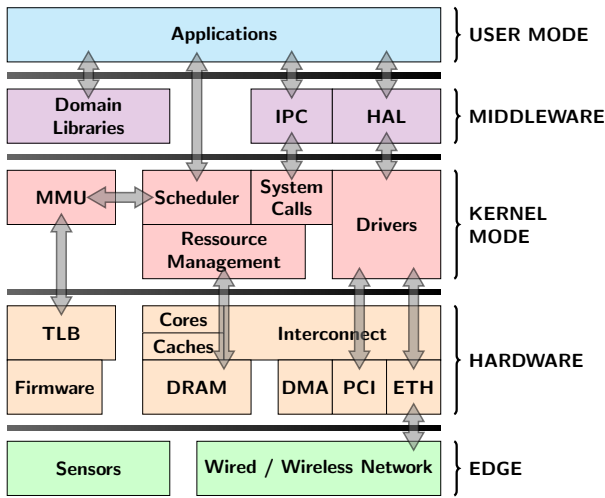 Applications
USER MODE
Domain
Libraries
IPC
HAL
MIDDLEWARE
MMU
Scheduler
System
Calls
Drivers
Ressource
Management
KERNEL
MODE
TLB
Cores
Caches
Interconnect
Firmware
DRAM
DMA
PCI
ETH
HARDWARE
Sensors
Wired / Wireless Network
EDGE